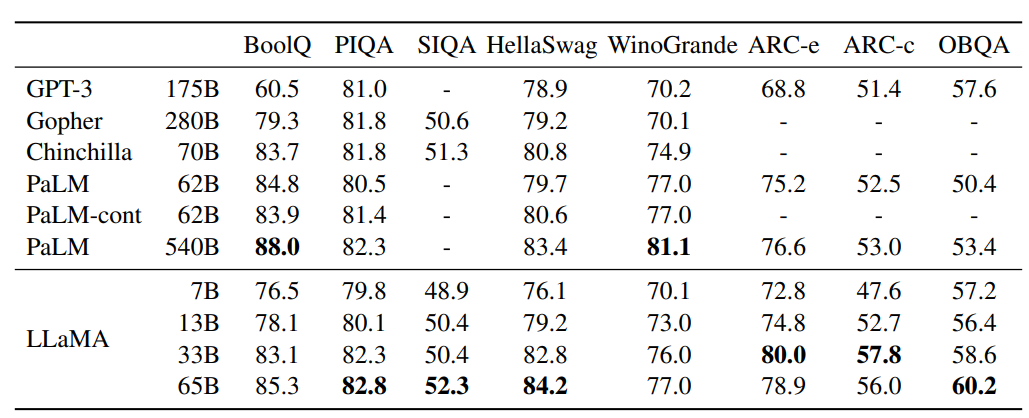 BoolQ PIQA SIQA HellaSwag WinoGrande ARC-e ARC-c OBQA
GPT-3 175B 60.5 81.0 - 78.9 70.2 68.8 51.4 57.6
Gopher 280B 79.3 81.8 50.6 79.2 70.1 - - -
Chinchilla 70B 83.7 81.8 51.3 80.8 74.9 - - -
PaLM 62B 84.8 80.5 - 79.7 77.0 75.2 52.5 50.4
PaLM-cont 62B 83.9 81.4 - 80.6 77.0 - - -
PaLM 540B 88.0 82.3 - 83.4 81.1 76.6 53.0 53.4
LLaMA
7B 76.5 79.8 48.9 76.1 70.1 72.8 47.6 57.2
13B 78.1 80.1 50.4 79.2 73.0 74.8 52.7 56.4
33B 83.1 82.3 50.4 82.8 76.0 80.0 57.8 58.6
65B 85.3 82.8 52.3 84.2 77.0 78.9 56.0 60.2